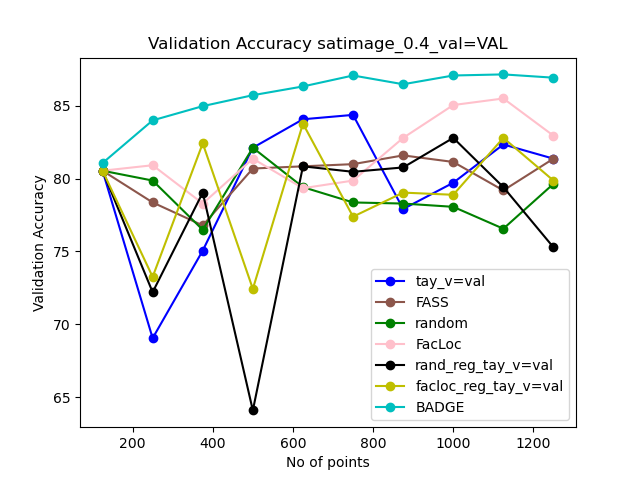 Validation Accuracy satimage_0.4_val=VAL
Validation Accuracy
85
80
75
70
65
200 400 600 800 1000 1200
No of points
tay_v=val
FASS
random
FacLoc
rand_reg_tay_v=val
facloc_reg_tay_v=val
BADGE